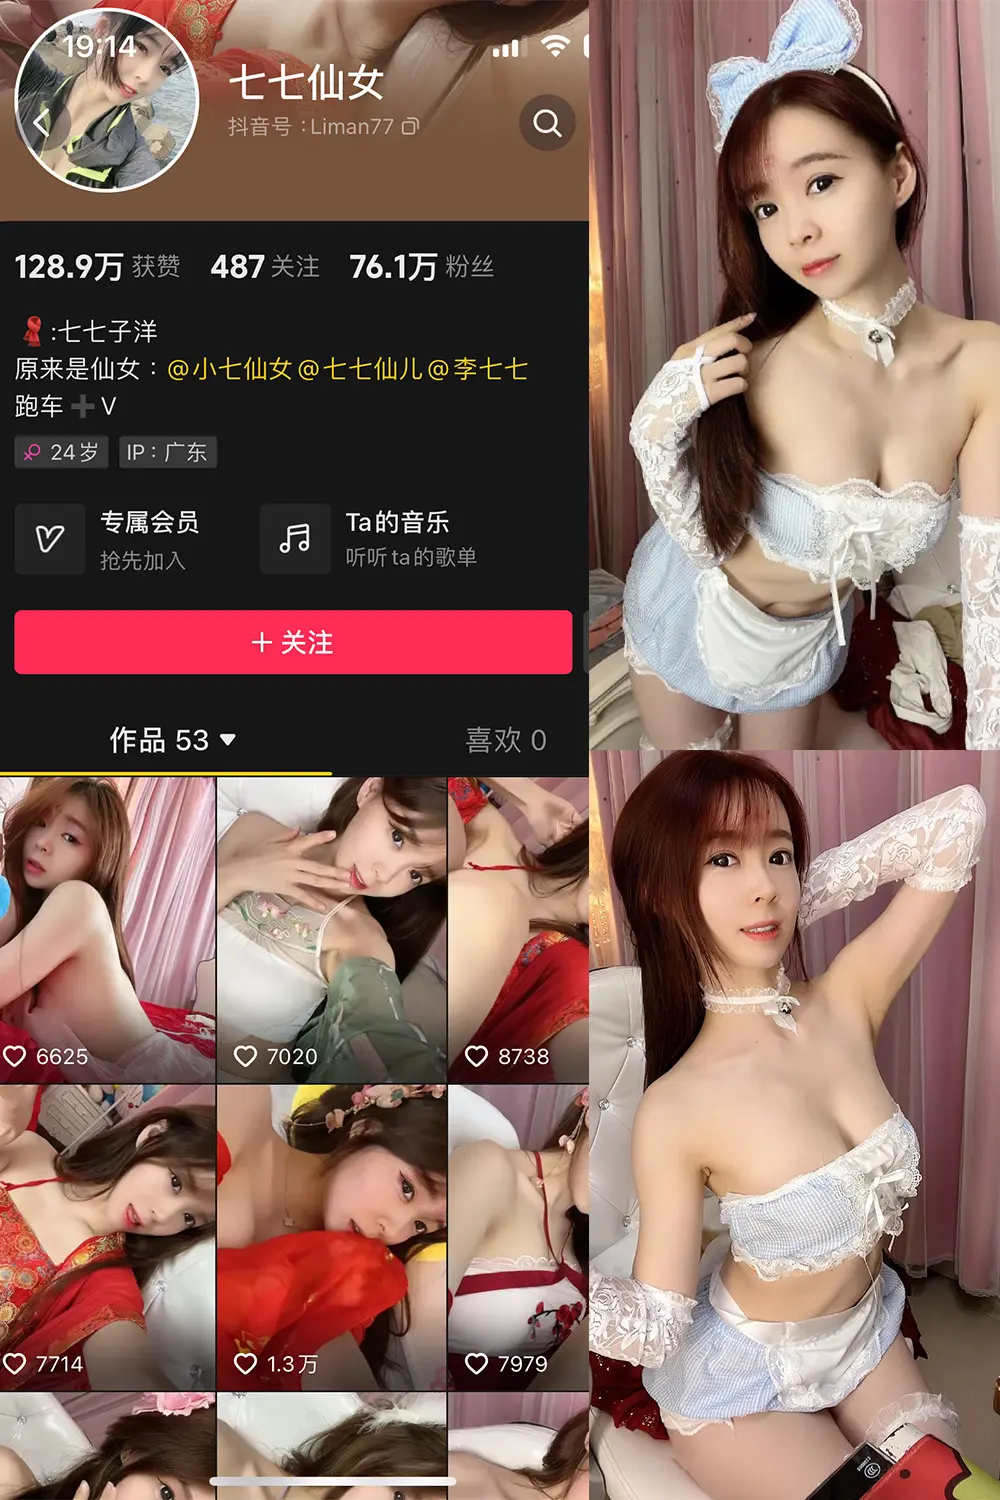 19:14
七七仙女
抖音号：Liman77
128.9万 获赞 487 关注 76.1万 粉丝
:七七子洋
原来是仙女：@小七仙女@七七仙儿@李七七
跑车➕V
24岁 IP：广东
专属会员
抢先加入
Ta的音乐
听听ta的歌单
+ 关注
作品 53
喜欢 0
6625
7020
8738
7714
1.3万
7979